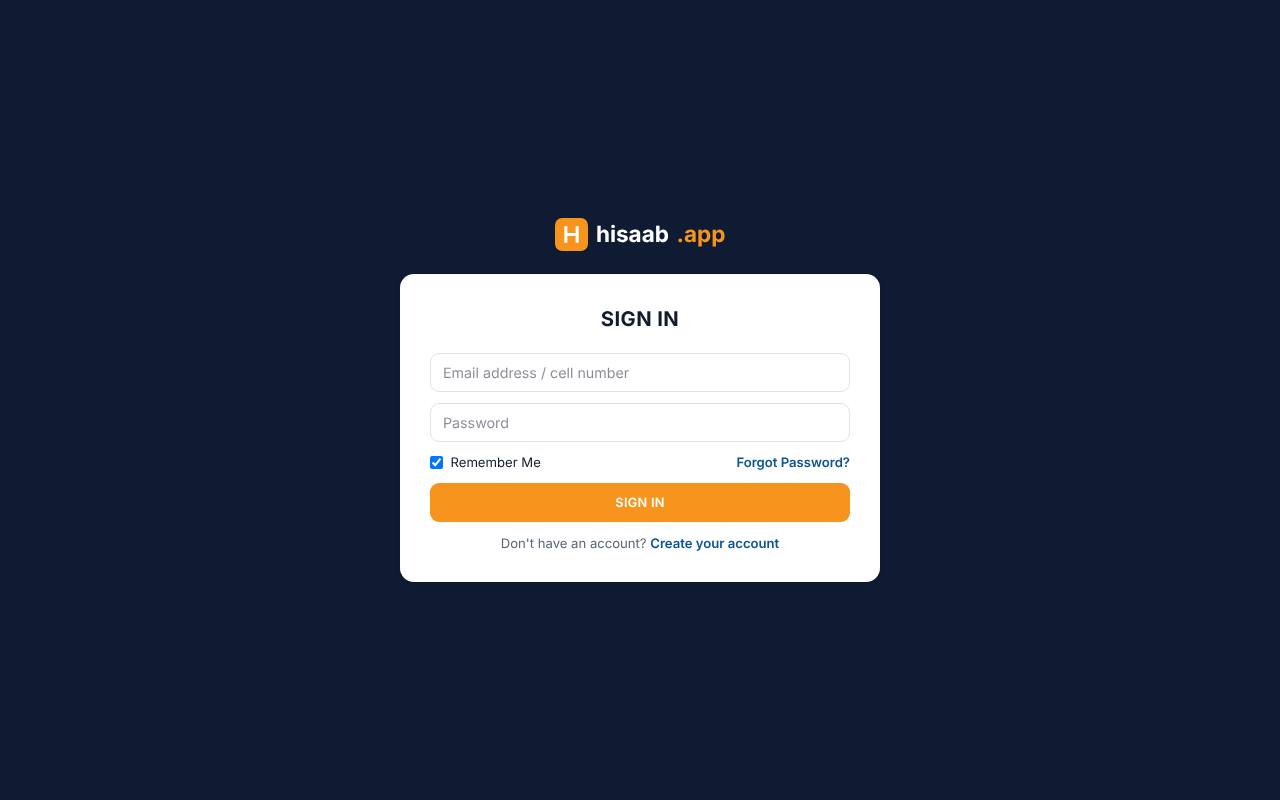 H hisaab .app
SIGN IN
Email address / cell number
Password
Remember Me
Forgot Password?
SIGN IN
Don't have an account? Create your account